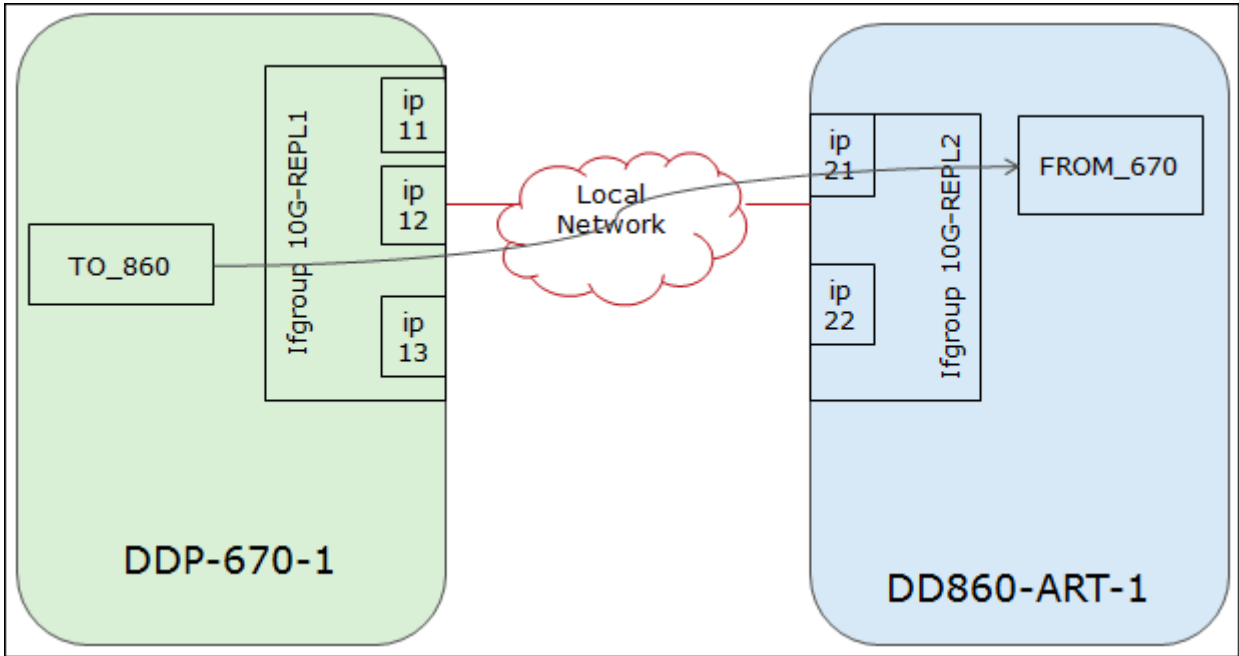 ip
11
ip
12
ip
13
Ifgroup 10G-REPL1
TO_860
DDP-670-1
Local
Network
ip
21
ip
22
Ifgroup 10G-REPL2
FROM_670
DD860-ART-1